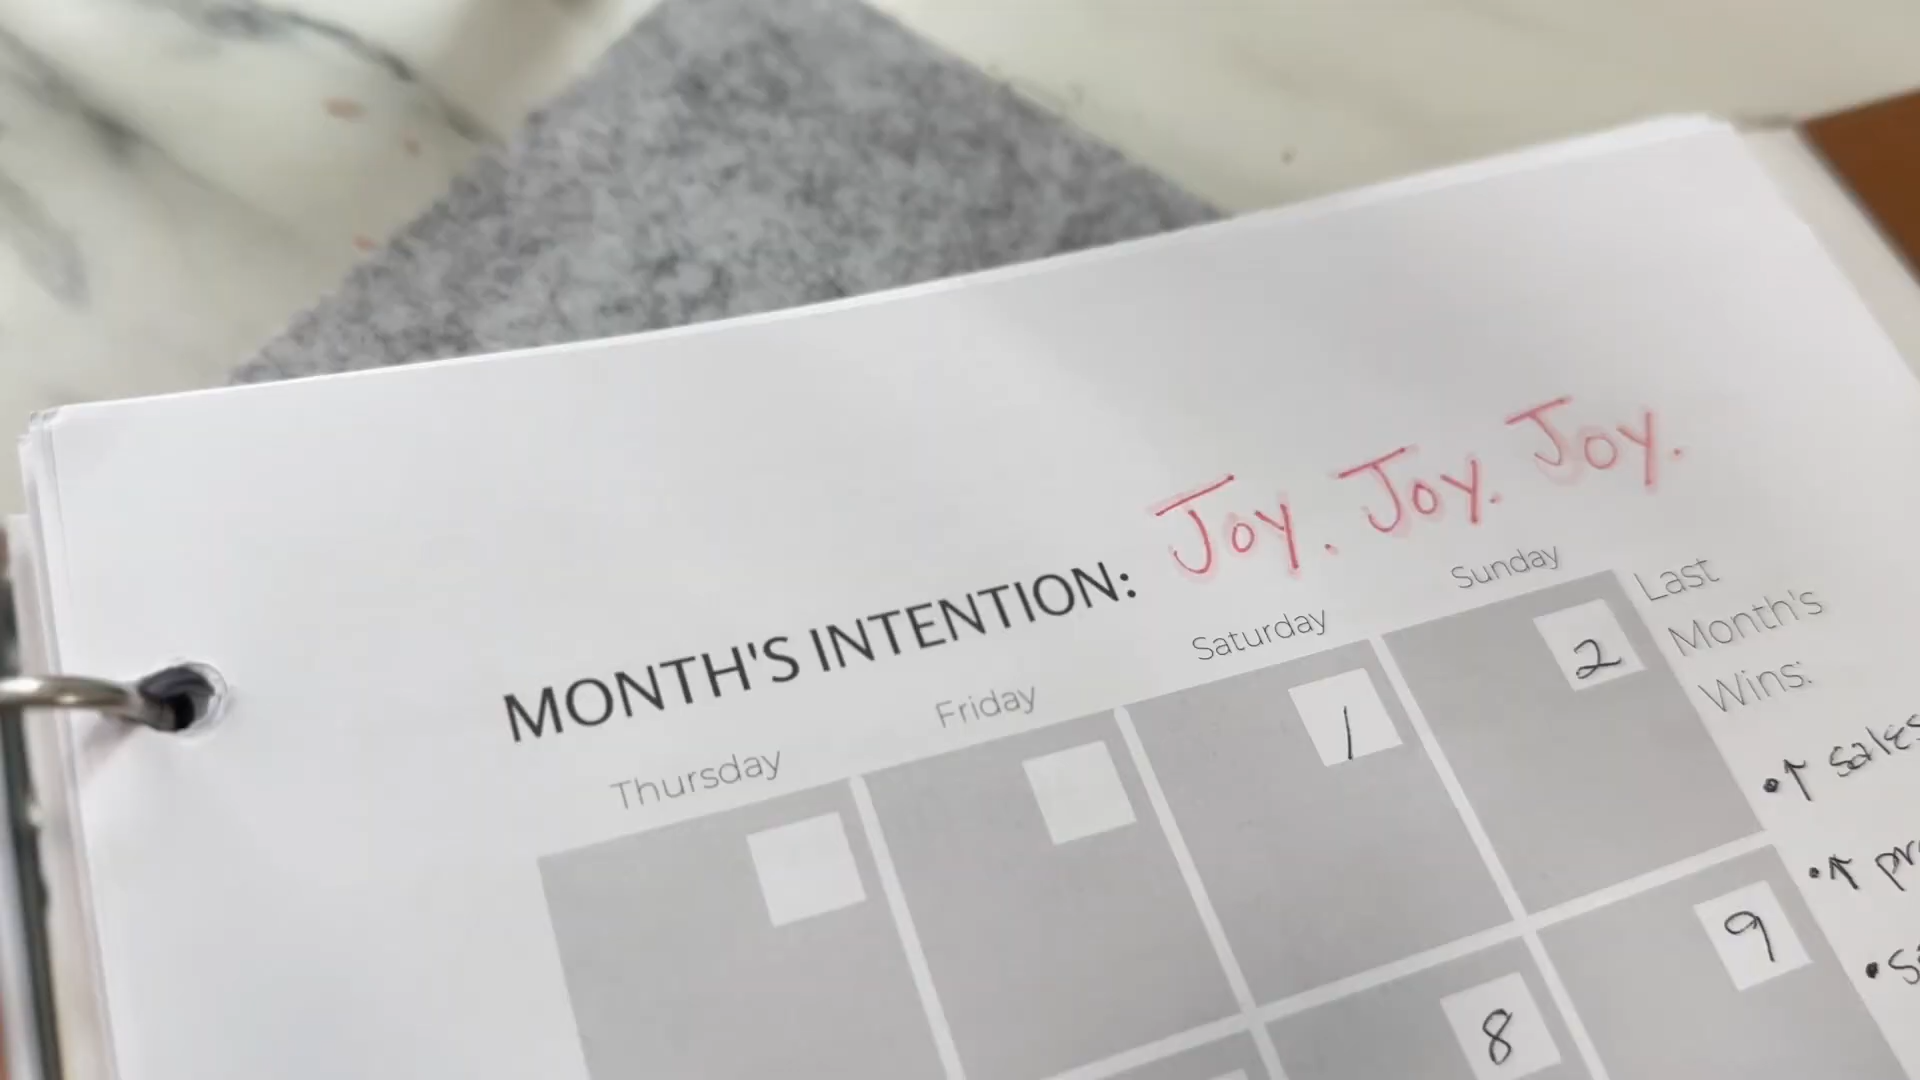 MONTH'S INTENTION: Joy. Joy. Joy.
Thursday Friday Saturday Sunday
1 2
8 9
Last
Month's
Wins:
• ↑ sales
• ↑
•